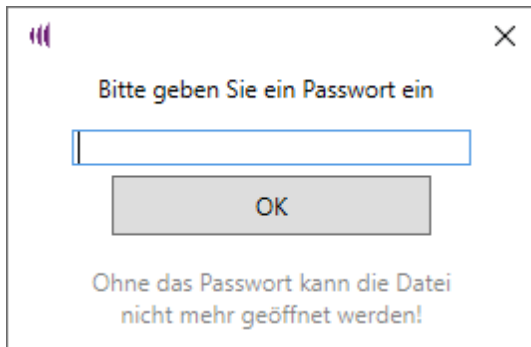 Bitte geben Sie ein Passwort ein
OK
Ohne das Passwort kann die Datei
nicht mehr geöffnet werden!